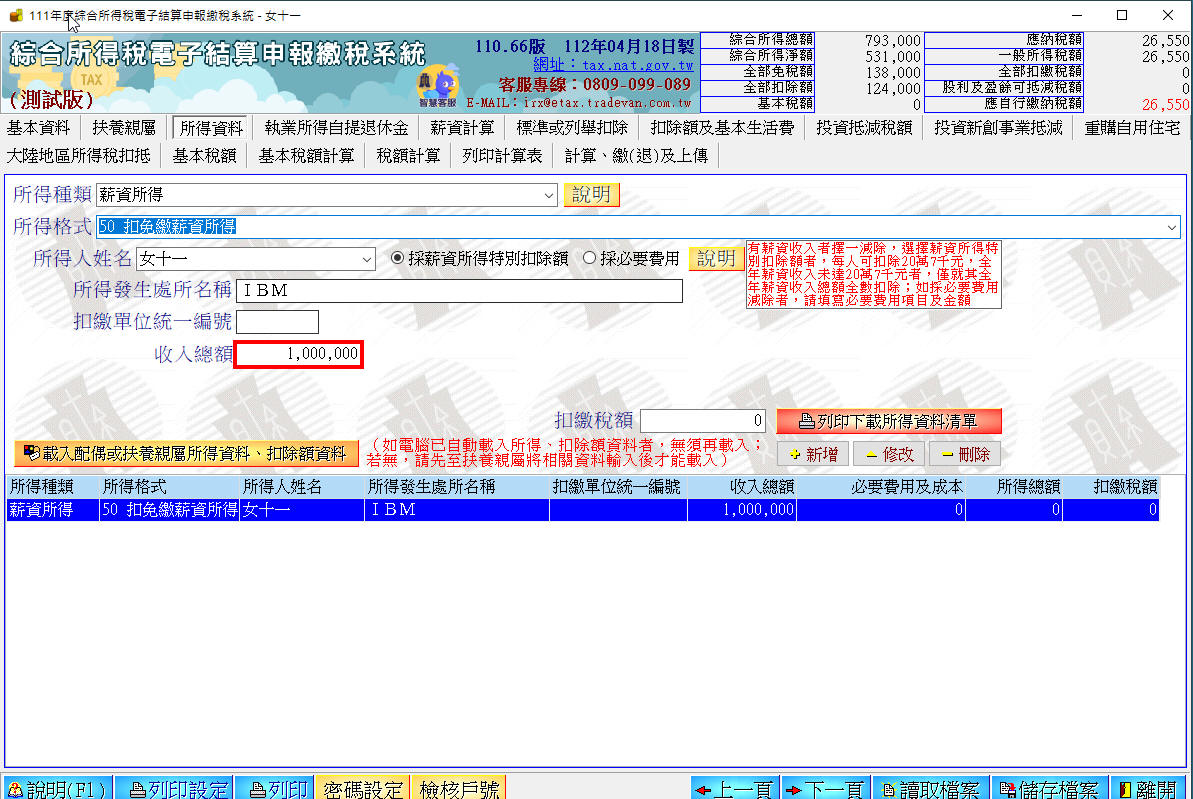 111年度綜合所得稅電子結算申報繳稅系統 - 女十一
綜合所得稅電子結算申報繳稅系統
(測試版)
TAX
110.66版 112年04月18日製
網址：tax.nat.gov.tw
客服專線：0809-099-089
E-MAIL：irx@etax.tradevan.com.tw
智慧客服
綜合所得總額 793,000 應納稅額 26,550
綜合所得淨額 531,000 一般所得稅額 26,550
全部免稅額 138,000 全部扣繳稅額 0
全部扣除額 124,000 股利及盈餘可抵減稅額 0
基本稅額 0 應自行繳納稅額 26,550
基本資料 扶養親屬 所得資料 執業所得自提退休金 薪資計算 標準或列舉扣除 扣除額及基本生活費 投資抵減稅額 投資新創事業抵減 重購自用住宅
大陸地區所得稅扣抵 基本稅額 基本稅額計算 稅額計算 列印計算表 計算、繳(退)及上傳
所得種類 薪資所得 說明
所得格式 50 扣免繳薪資所得
所得人姓名 女十一 採薪資所得特別扣除額 採必要費用 說明
有薪資收入者擇一減除，選擇薪資所得特
別扣除額者，每人可扣除20萬7千元，全
年薪資收入未達20萬7千元者，僅就其全
年薪資收入總額全數扣除；如採必要費用
減除者，請填寫必要費用項目及金額
所得發生處所名稱 ＩＢＭ
扣繳單位統一編號
收入總額 1,000,000
扣繳稅額 0 列印下載所得資料清單
載入配偶或扶養親屬所得資料、扣除額資料
（如電腦已自動載入所得、扣除額資料者，無須再載入；
若無，請先至扶養親屬將相關資料輸入後才能載入）
新增 修改 刪除
所得種類 所得格式 所得人姓名 所得發生處所名稱 扣繳單位統一編號 收入總額 必要費用及成本 所得總額 扣繳稅額
薪資所得 50 扣免繳薪資所得 女十一 ＩＢＭ 1,000,000 0 0 0
說明(F1) 列印設定 列印 密碼設定 檢核戶號 上一頁 下一頁 讀取檔案 儲存檔案 離開